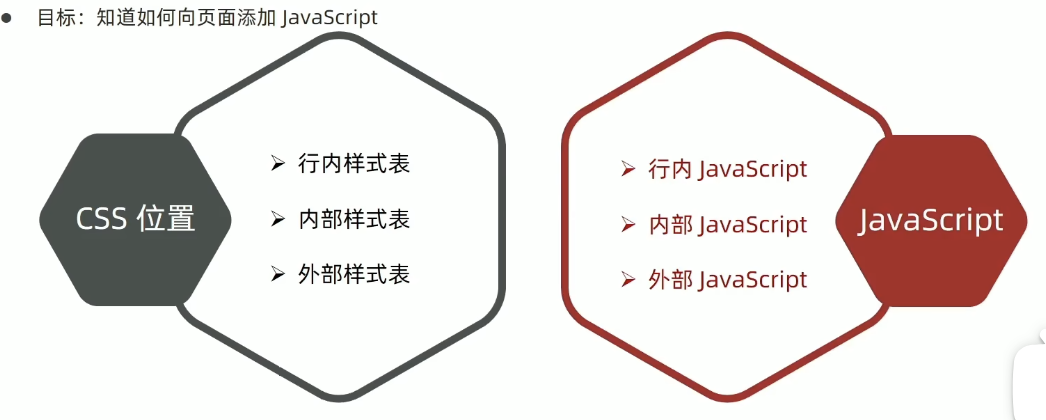 ● 目标：知道如何向页面添加 JavaScript
CSS 位置
➢ 行内样式表
➢ 内部样式表
➢ 外部样式表
➢ 行内 JavaScript
➢ 内部 JavaScript
➢ 外部 JavaScript
JavaScript